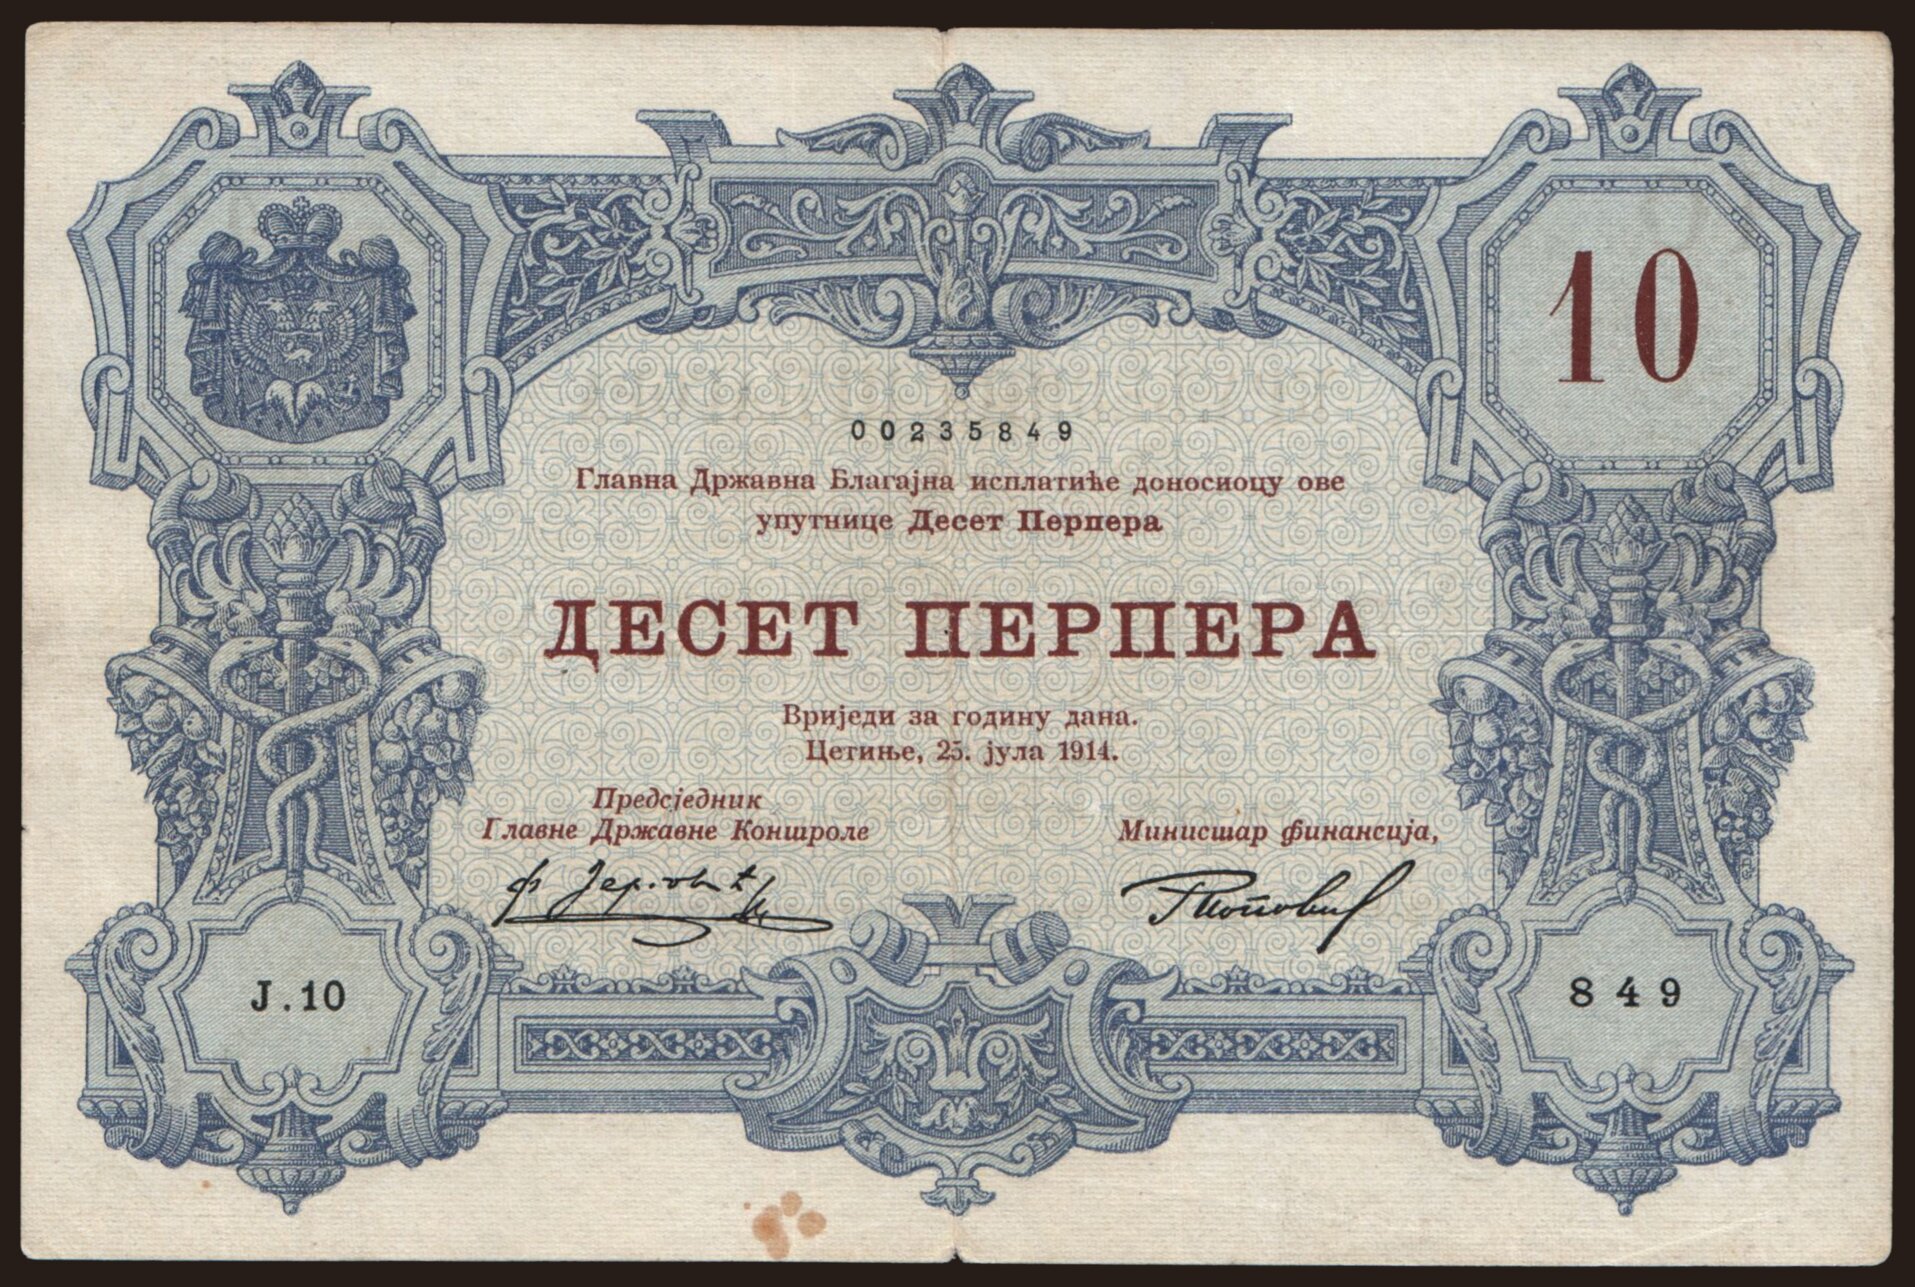 10
00235849
Главна Државна Благајна исплатиће доносиоцу ове
упутнице Десет Перпера
ДЕСЕТ ПЕРПЕРА
Вриједи за годину дана.
Цетиње, 25. јула 1914.
Предсједник
Главне Државне Контроле
Министар финансија,
J.10
849